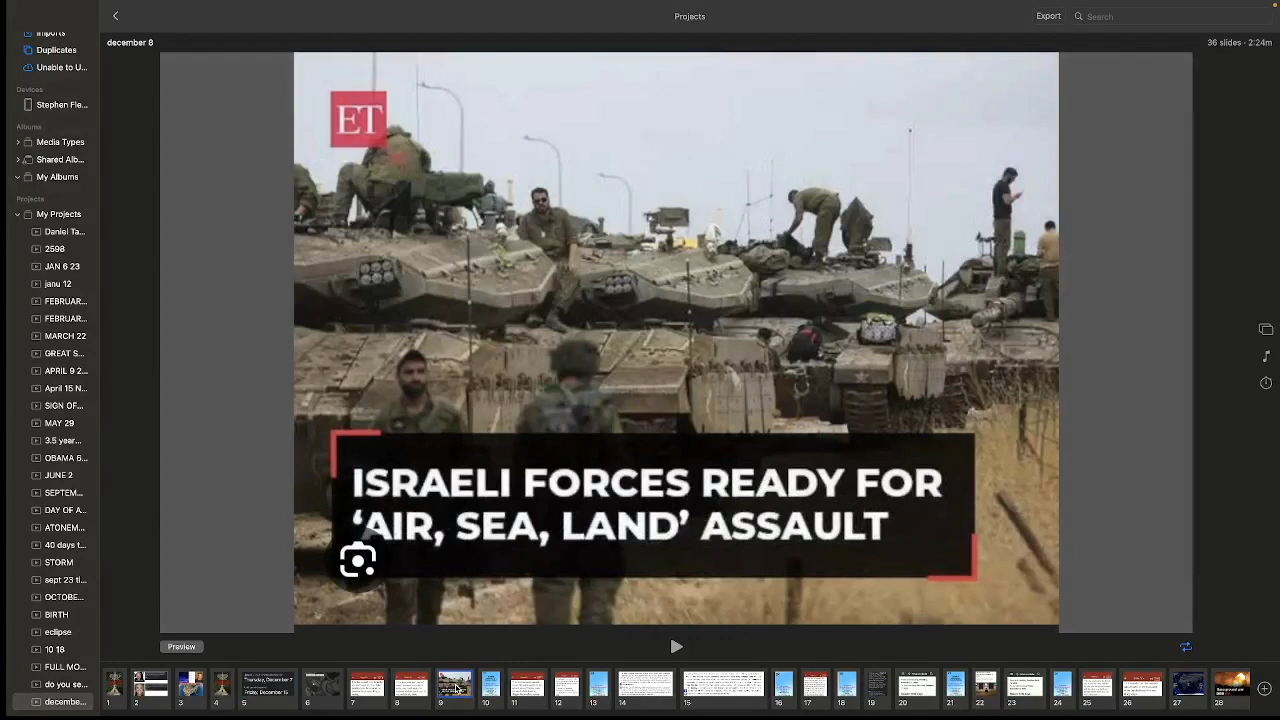 Projects
Export
Search
Imports
december 8
36 slides · 2:24m
Duplicates
Unable to U...
Devices
Stephen Fle...
Albums
Media Types
Shared Alb...
My Albums
Projects
My Projects
Daniel Ta...
2598
JAN 6 23
janu 12
FEBRUAR...
FEBRUAR...
MARCH 22
GREAT S...
APRIL 9 2...
April 15 N...
SIGN OF...
MAY 29
3.5 year...
OBAMA 6...
JUNE 2
SEPTEM...
DAY OF A...
ATONEM...
40 days t...
STORM
sept 23 ti...
OCTOBE...
BIRTH
eclipse
10 18
FULL MO...
do you se...
decembe...
ET
ISRAELI FORCES READY FOR
‘AIR, SEA, LAND’ ASSAULT
Preview
Thursday, December 7
Friday, December 15
1
2
3
4
5
6
7
8
9
10
11
12
13
14
15
16
17
18
19
20
21
22
23
24
25
26
27
28